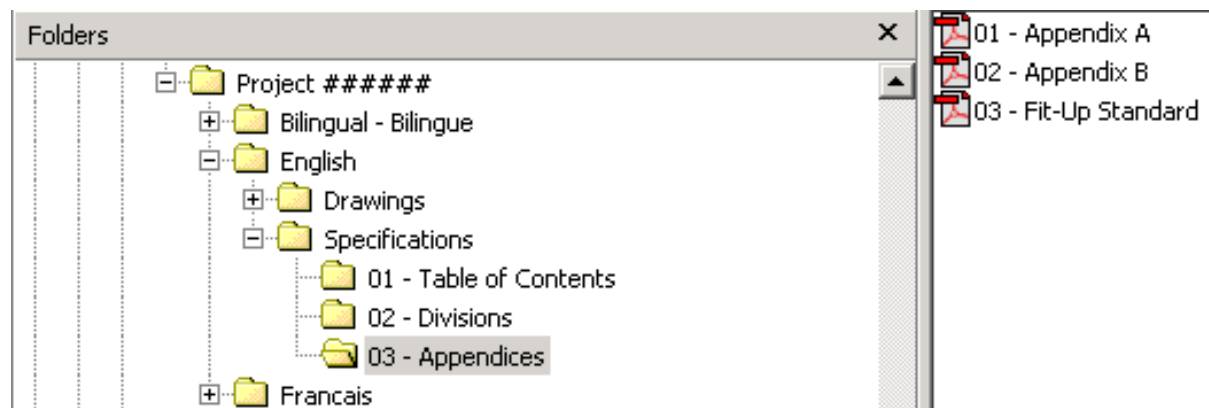 Folders
Project ######
Bilingual - Bilingue
English
Drawings
Specifications
01 - Table of Contents
02 - Divisions
03 - Appendices
Francais
01 - Appendix A
02 - Appendix B
03 - Fit-Up Standard